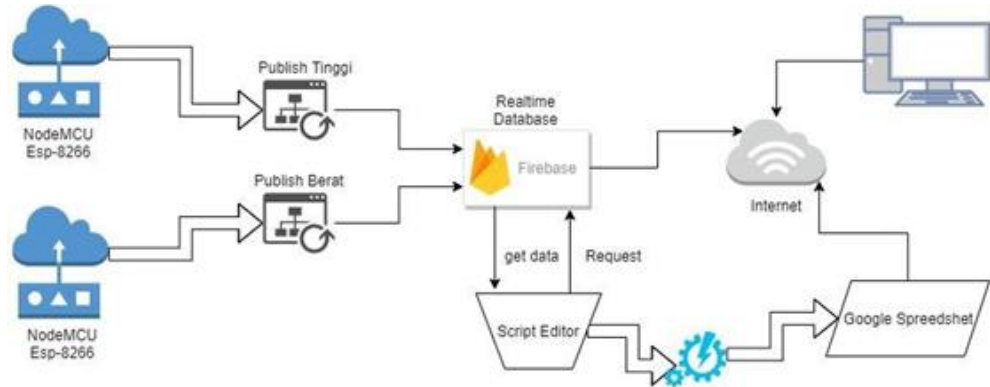 Publish Tinggi
NodeMCU
Esp-8266
Realtime
Database
Firebase
Publish Berat
Internet
get data
Request
NodeMCU
Esp-8266
Script Editor
Google Spreedshet